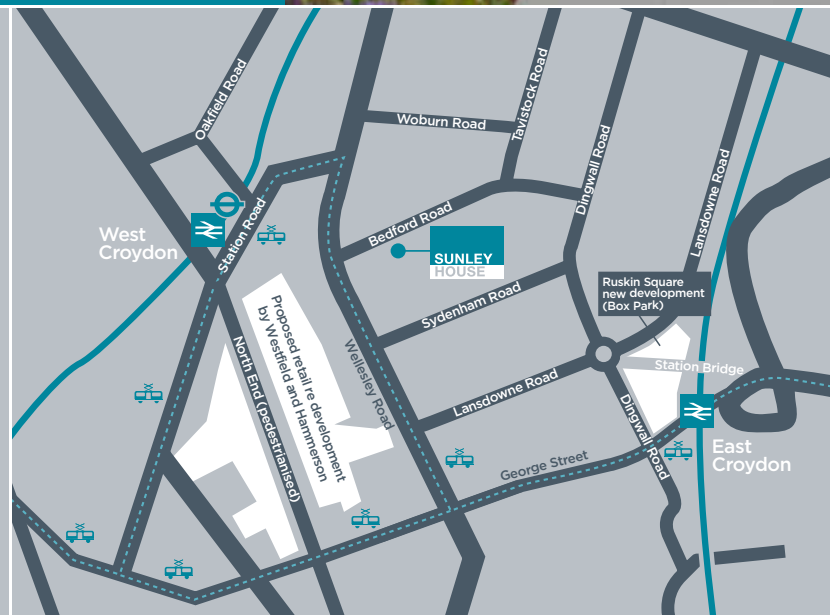 Oakfield Road
Woburn Road
Tavistock Road
Dingwall Road
Lansdowne Road
West
Croydon
Station Road
Bedford Road
SUNLEY
HOUSE
Sydenham Road
Ruskin Square
new development
(Box Park)
Proposed retail re development
by Westfield and Hammerson
North End (pedestrianised)
Wellesley Road
Station Bridge
Lansdowne Road
Dingwall Road
East
Croydon
George Street